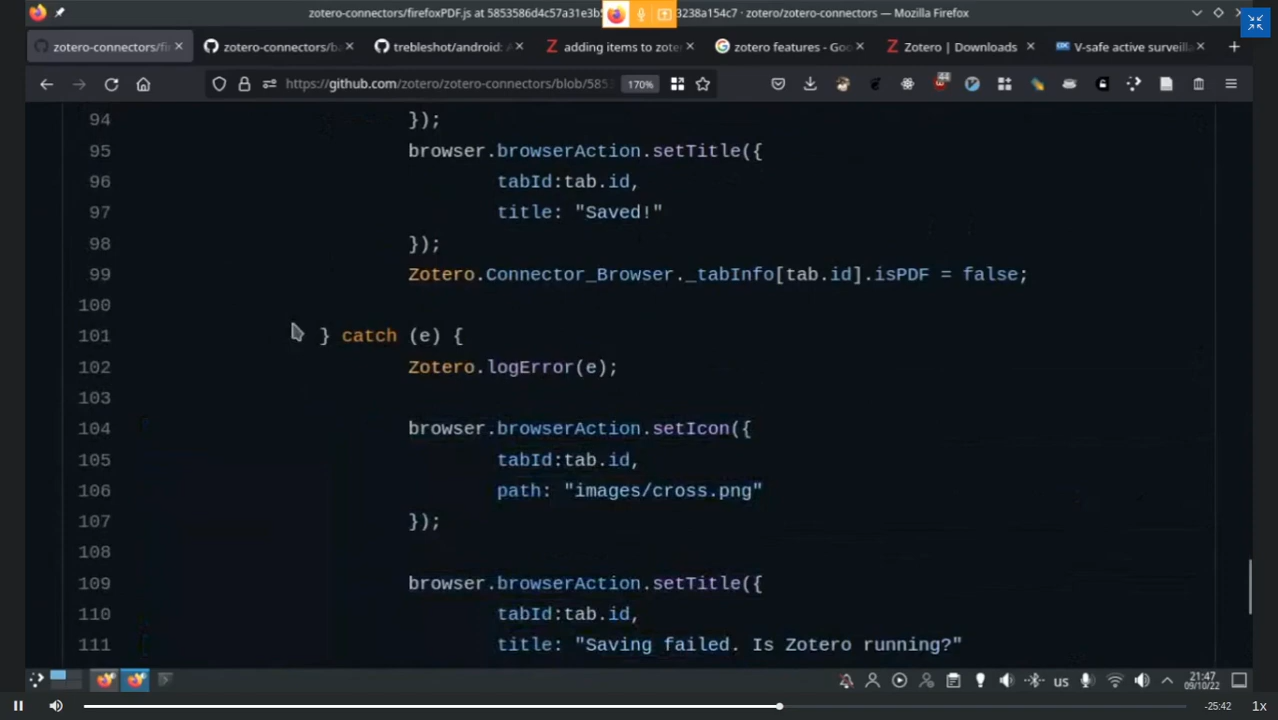 zotero-connectors/firefoxPDF.js at 5853586d4c57a31e3b 3238a154c7 · zotero/zotero-connectors — Mozilla Firefox
zotero-connectors/fi
zotero-connectors/b
trebleshot/android:
adding items to zote
zotero features - Go
Zotero | Downloads
V-safe active surveill
https://github.com/zotero/zotero-connectors/blob/585
170%
44
94 });
95 browser.browserAction.setTitle({
96 tabId:tab.id,
97 title: "Saved!"
98 });
99 Zotero.Connector_Browser._tabInfo[tab.id].isPDF = false;
100
101 } catch (e) {
102 Zotero.logError(e);
103
104 browser.browserAction.setIcon({
105 tabId:tab.id,
106 path: "images/cross.png"
107 });
108
109 browser.browserAction.setTitle({
110 tabId:tab.id,
111 title: "Saving failed. Is Zotero running?"
us
21:47
09/10/22
-25:42
1x